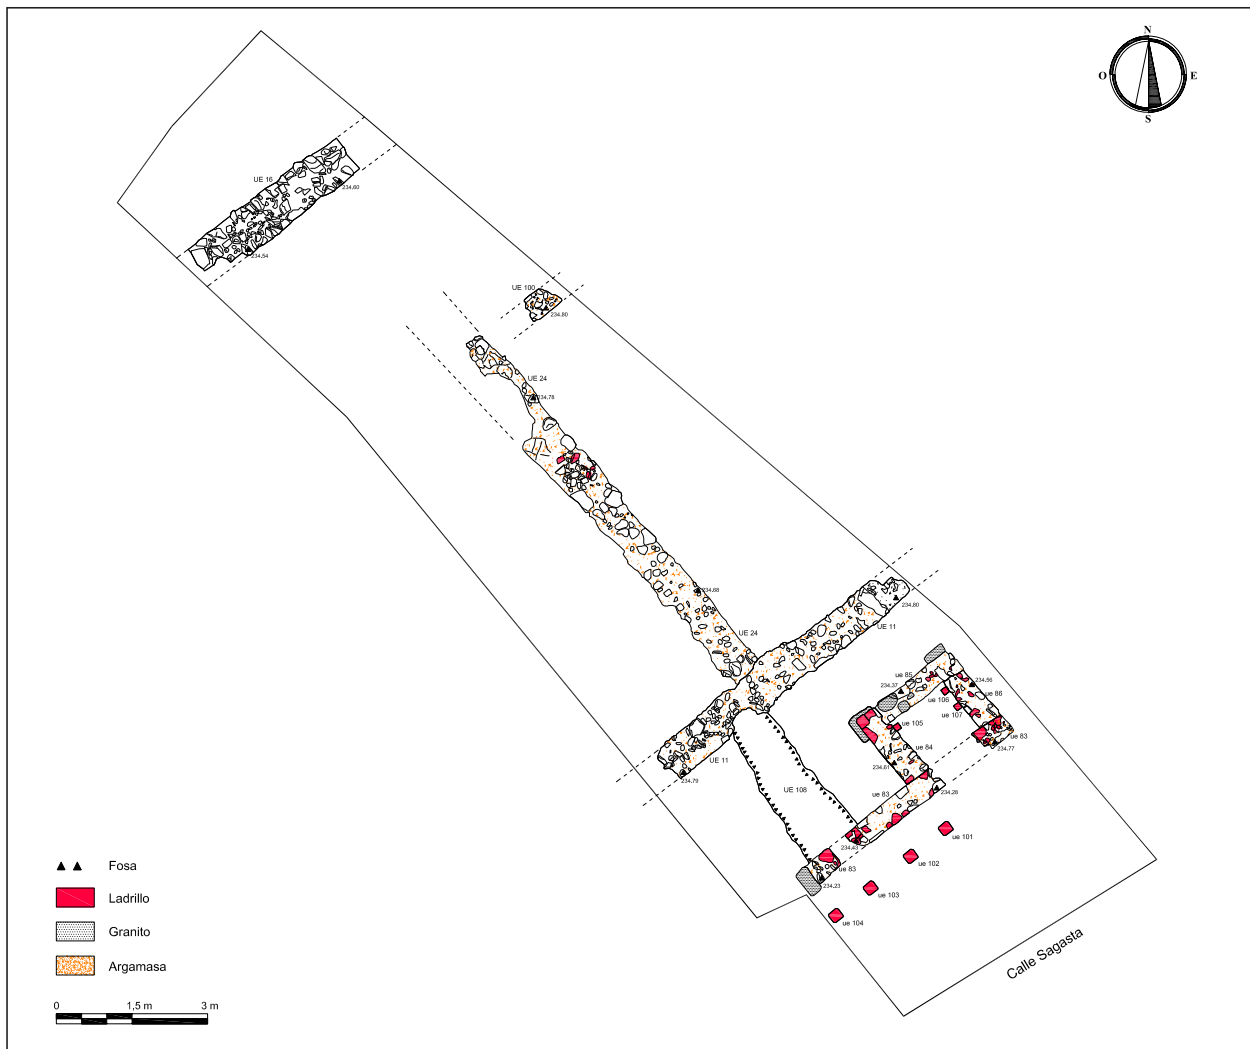 N
O E
S
UE 16
234,60
234,54
UE 100
234,80
UE 24
234,78
234,68
UE 24
234,80
UE 11
ue 85
234,37
234,56
ue 86
ue 106
ue 107
ue 105
ue 83
ue 84
234,77
234,81
UE 11
234,79
UE 108
ue 83
234,28
ue 101
234,43
ue 102
ue 83
234,23
ue 103
ue 104
Calle Sagasta
Fosa
Ladrillo
Granito
Argamasa
0 1,5 m 3 m